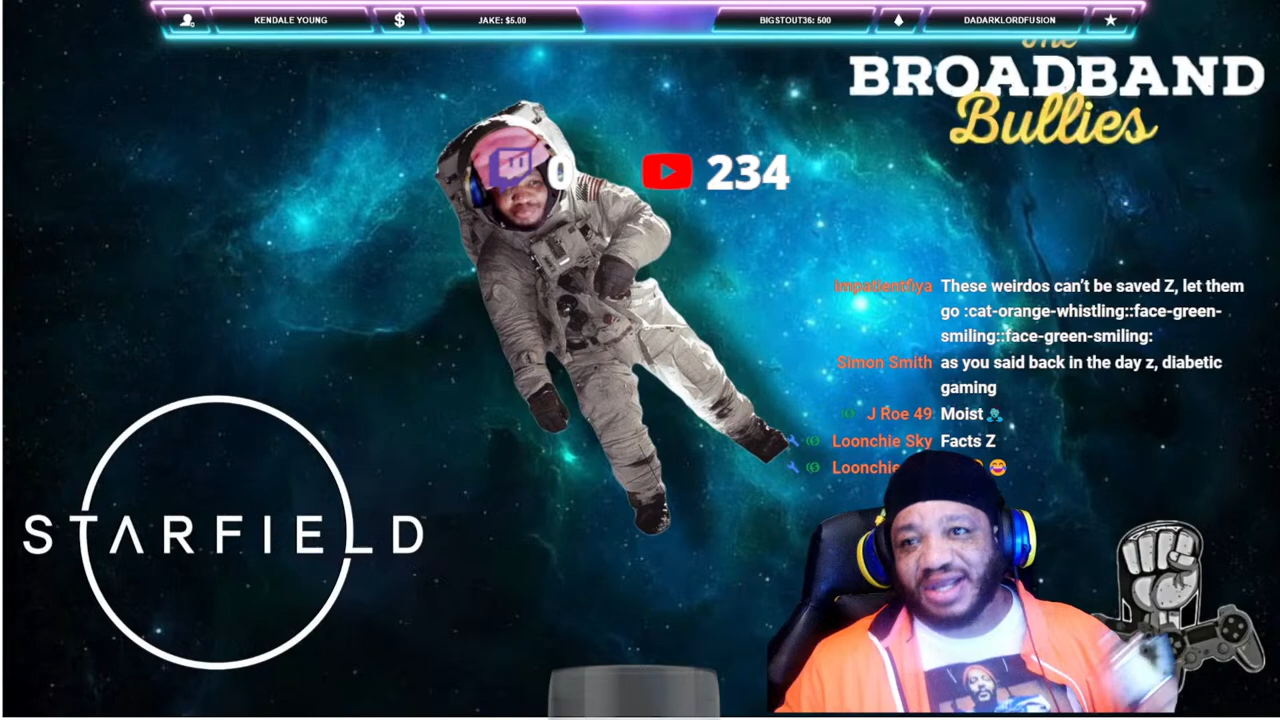 KENDALE YOUNG
$
JAKE: $5.00
BIGSTOUT36: 500
DADARKLORDFUSION
The
BROADBAND
Bullies
0
234
Impatientfiya These weirdos can't be saved Z, let them
go :cat-orange-whistling::face-green-
smiling::face-green-smiling:
Simon Smith as you said back in the day z, diabetic
gaming
J Roe 49 Moist
Loonchie Sky Facts Z
Loonchie
STARFIELD